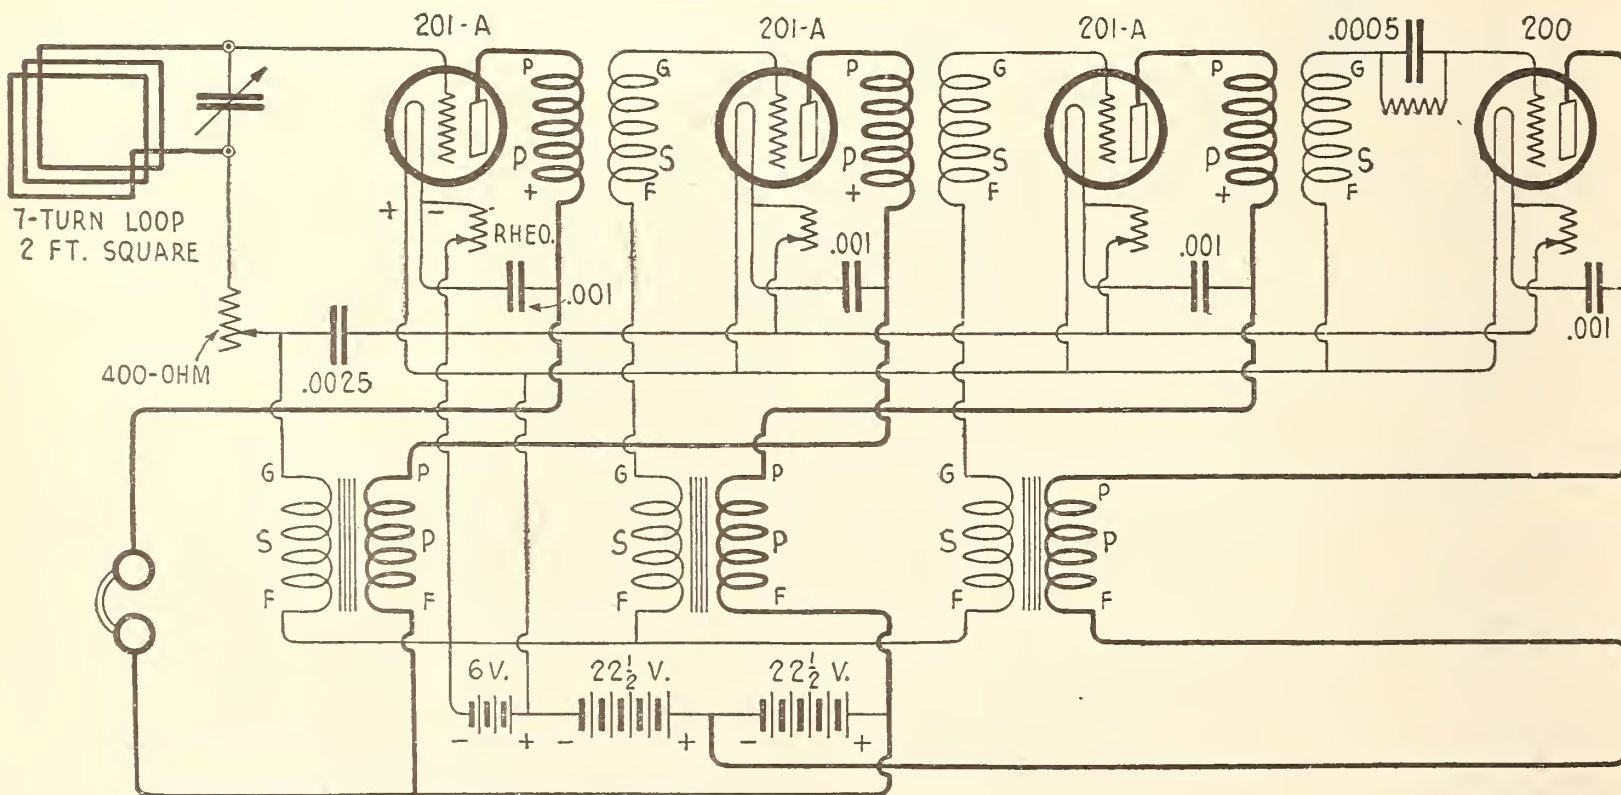 201-A
201-A
201-A
.0005
200
P
G
P
G
P
G
P
S
P
S
P
S
+
F
+
F
+
F
7-TURN LOOP
2 FT. SQUARE
+
-
RHEO.
.001
.001
.001
.001
400-OHM
.0025
G
P
G
P
G
P
S
P
S
P
S
P
F
F
F
F
F
F
6V.
22½ V.
22½ V.
- +
- +
- +